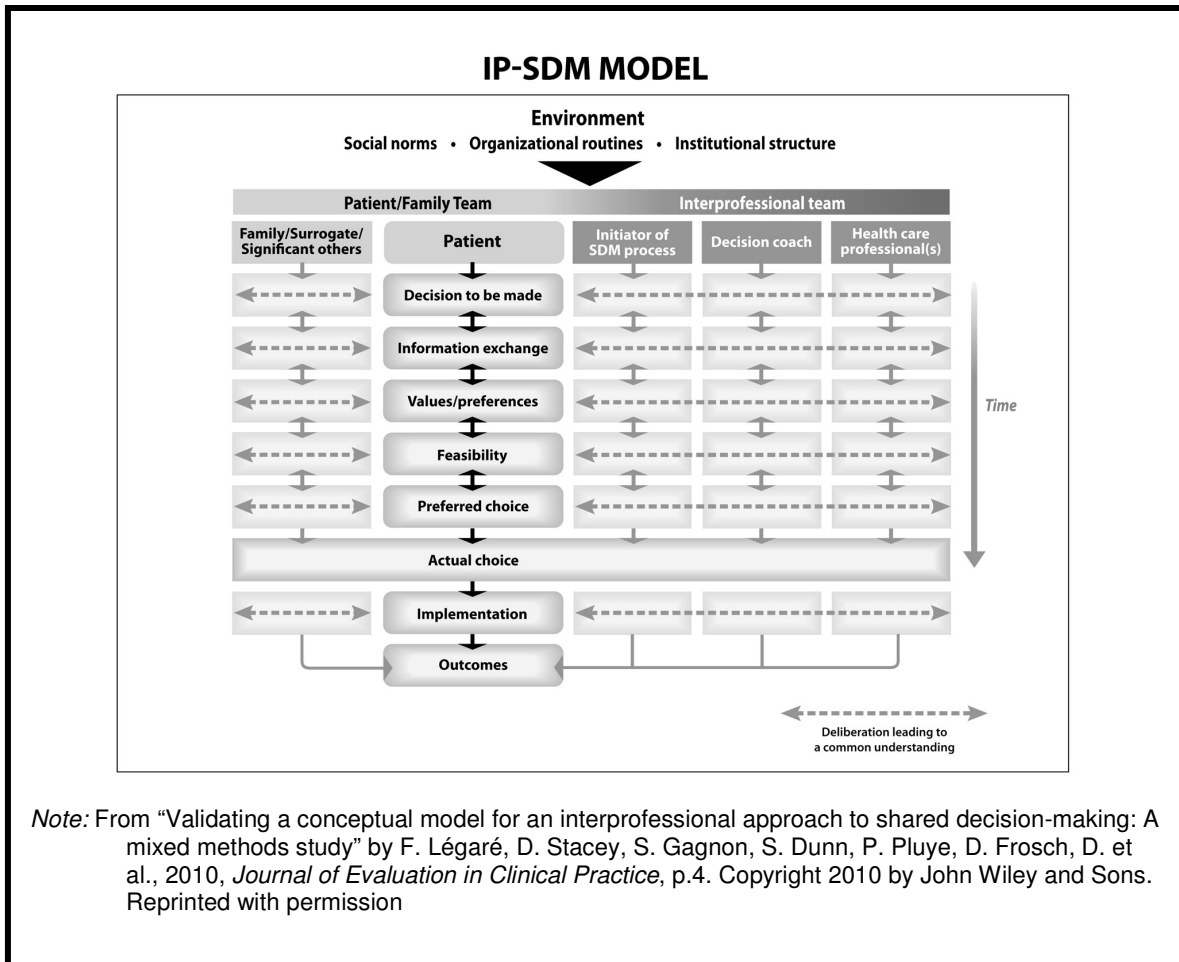 IP-SDM MODEL
Environment
Social norms • Organizational routines • Institutional structure
Patient/Family Team
Interprofessional team
Family/Surrogate/
Significant others
Patient
Initiator of
SDM process
Decision coach
Health care
professional(s)
Decision to be made
Information exchange
Values/preferences
Feasibility
Preferred choice
Actual choice
Implementation
Outcomes
Time
Deliberation leading to
a common understanding
Note: From “Validating a conceptual model for an interprofessional approach to shared decision-making: A
mixed methods study” by F. Légaré, D. Stacey, S. Gagnon, S. Dunn, P. Pluye, D. Frosch, D. et
al., 2010, Journal of Evaluation in Clinical Practice, p.4. Copyright 2010 by John Wiley and Sons.
Reprinted with permission